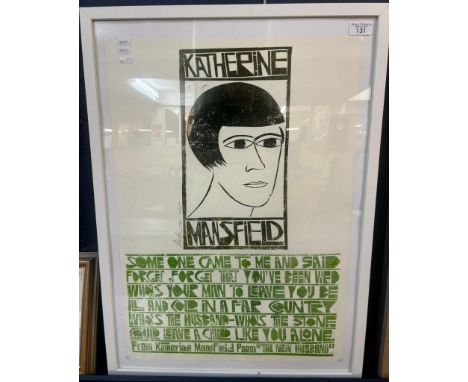 131
KATHERINE
MANSFIELD
SOME ONE CAME TO ME AND SAID
FORGET, FORGET THAT YOU'VE BEEN WED
WHO'S YOUR MAN TO LEAVE YOU BE
ILL AND COLD IN A FAR COUNTRY
WHO'S THE HUSBAND-WHO'S THE STONE
COULD LEAVE A CHILD LIKE YOU ALONE.
From Katherine Mansfield Poem "THE NEW HUSBAND"